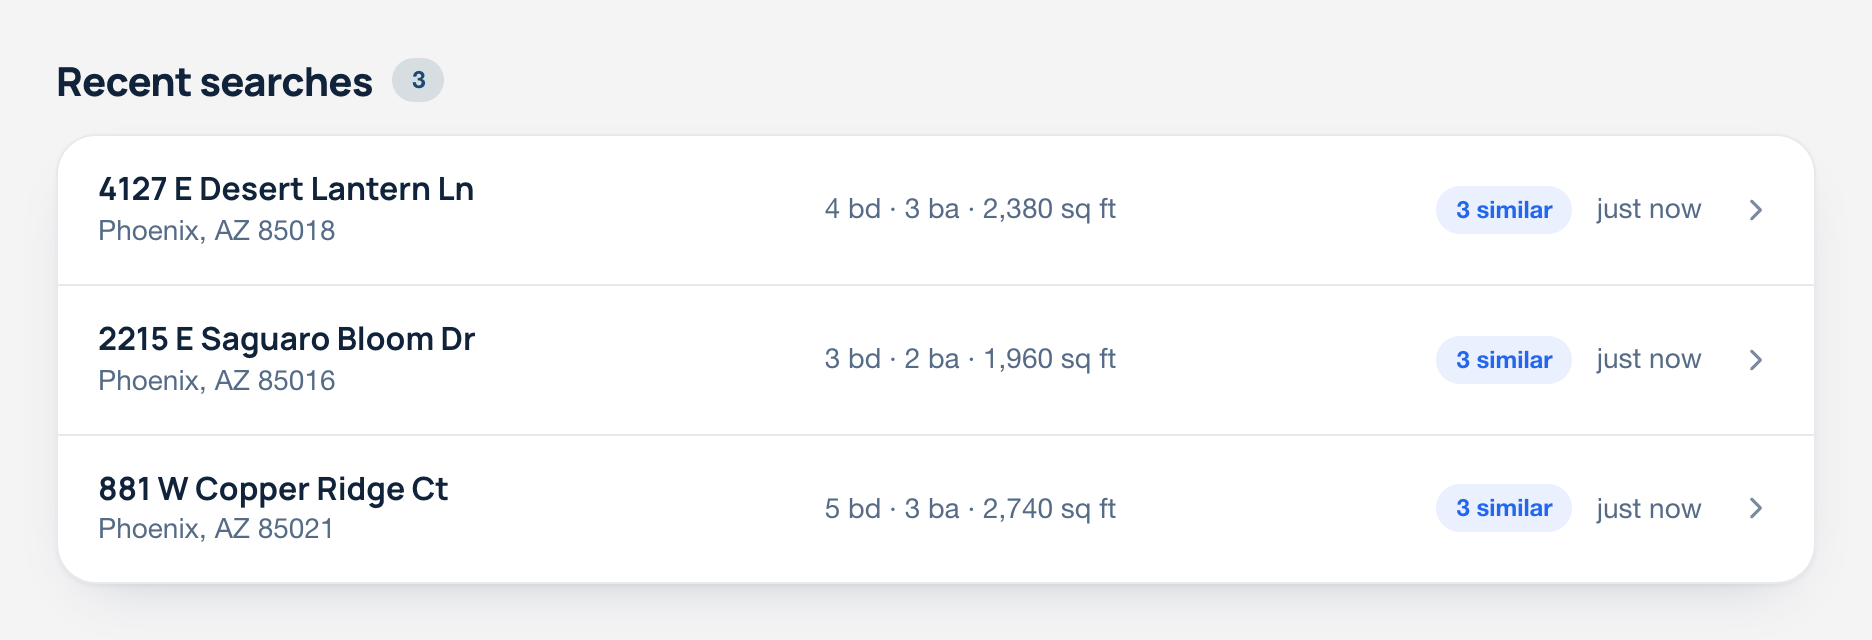 Recent searches 3
4127 E Desert Lantern Ln
Phoenix, AZ 85018
4 bd · 3 ba · 2,380 sq ft
3 similar
just now
2215 E Saguaro Bloom Dr
Phoenix, AZ 85016
3 bd · 2 ba · 1,960 sq ft
3 similar
just now
881 W Copper Ridge Ct
Phoenix, AZ 85021
5 bd · 3 ba · 2,740 sq ft
3 similar
just now